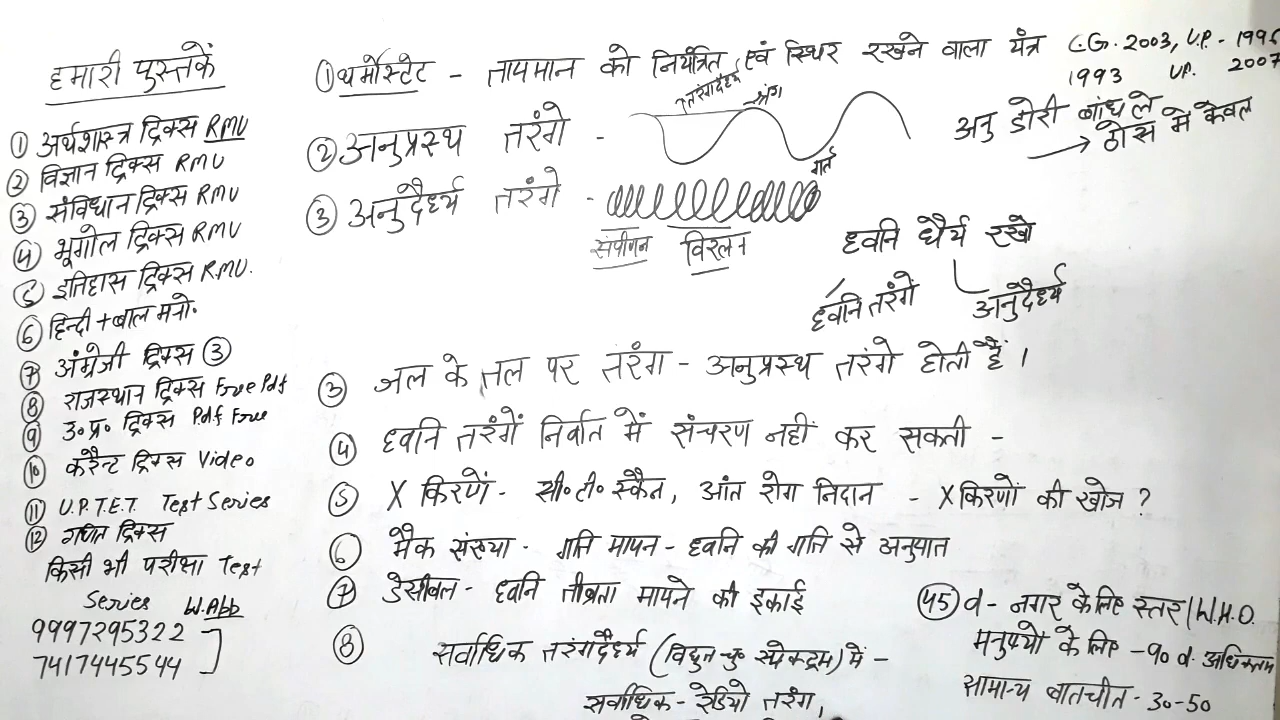 हमारी पुस्तकें
① अर्थशास्त्र ट्रिक्स RMU
② विज्ञान ट्रिक्स RMU
③ संविधान ट्रिक्स RMU
④ भूगोल ट्रिक्स RMU
⑤ इतिहास ट्रिक्स RMU.
⑥ हिन्दी + बाल मनो.
⑦ अंग्रेजी ट्रिक्स ③
⑧ राजस्थान ट्रिक्स Free Pdf
⑨ उ०प्र० ट्रिक्स Pdf Free
⑩ करैन्ट ट्रिक्स Video
⑪ U.P.T.E.T. Test Series
⑫ गणित ट्रिक्स
किसी भी परीक्षा Test
Series W.App
9997295322
7417445544
① थर्मोस्टेट - तापमान को नियंत्रित एवं स्थिर रखने वाला यंत्र C.G. 2003, U.P. - 1996
1993 UP. 2007
② अनुप्रस्थ तरंगे -
तरंगदैर्ध्य श्रंग
गर्त
अनु डोरी बांध ले
→ ठोस मे केवल
③ अनुदैर्ध्य तरंगे -
संपीडन विरलन
ध्वनि धैर्य रखो
ध्वनि तरंगे अनुदैर्ध्य
③ जल के तल पर तरंग - अनुप्रस्थ तरंगे होती हैं ।
④ ध्वनि तरंगें निर्वात में संचरण नहीं कर सकती -
⑤ X किरणें - सी०टी० स्कैन, आंत रोग निदान - X किरणों की खोज ?
⑥ मैक संख्या - गति मापन - ध्वनि की गति से अनुपात
⑦ डेसीबल - ध्वनि तीव्रता मापने की इकाई
⑧ सर्वाधिक तरंगदैर्ध्य (विद्युत चु० स्पेक्ट्रम) में -
सर्वाधिक - रेडियो तरंग,
④5 d - नगर के लिए स्तर / W.H.O.
मनुष्यो के लिए - 90 d. अधिकतम
सामान्य बातचीत - 30-50